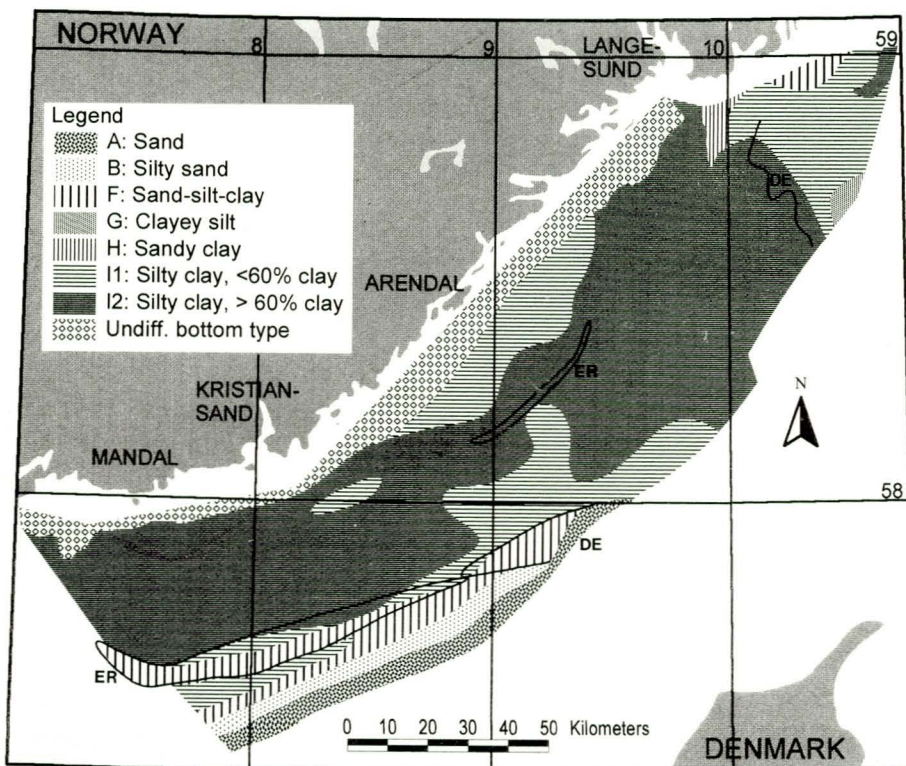 NORWAY
8
9
10
59
LANGE-
SUND
Legend
A: Sand
B: Silty sand
F: Sand-silt-clay
G: Clayey silt
H: Sandy clay
I1: Silty clay, <60% clay
I2: Silty clay, > 60% clay
Undiff. bottom type
DE
ARENDAL
ER
KRISTIAN-
SAND
N
MANDAL
58
DE
ER
0 10 20 30 40 50 Kilometers
DENMARK